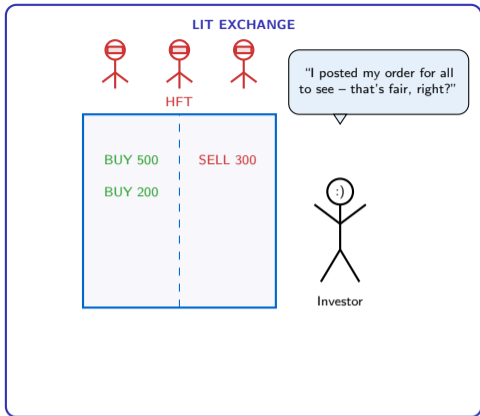 LIT EXCHANGE
HFT
“I posted my order for all
to see – that’s fair, right?”
BUY 500
SELL 300
BUY 200
:)
Investor